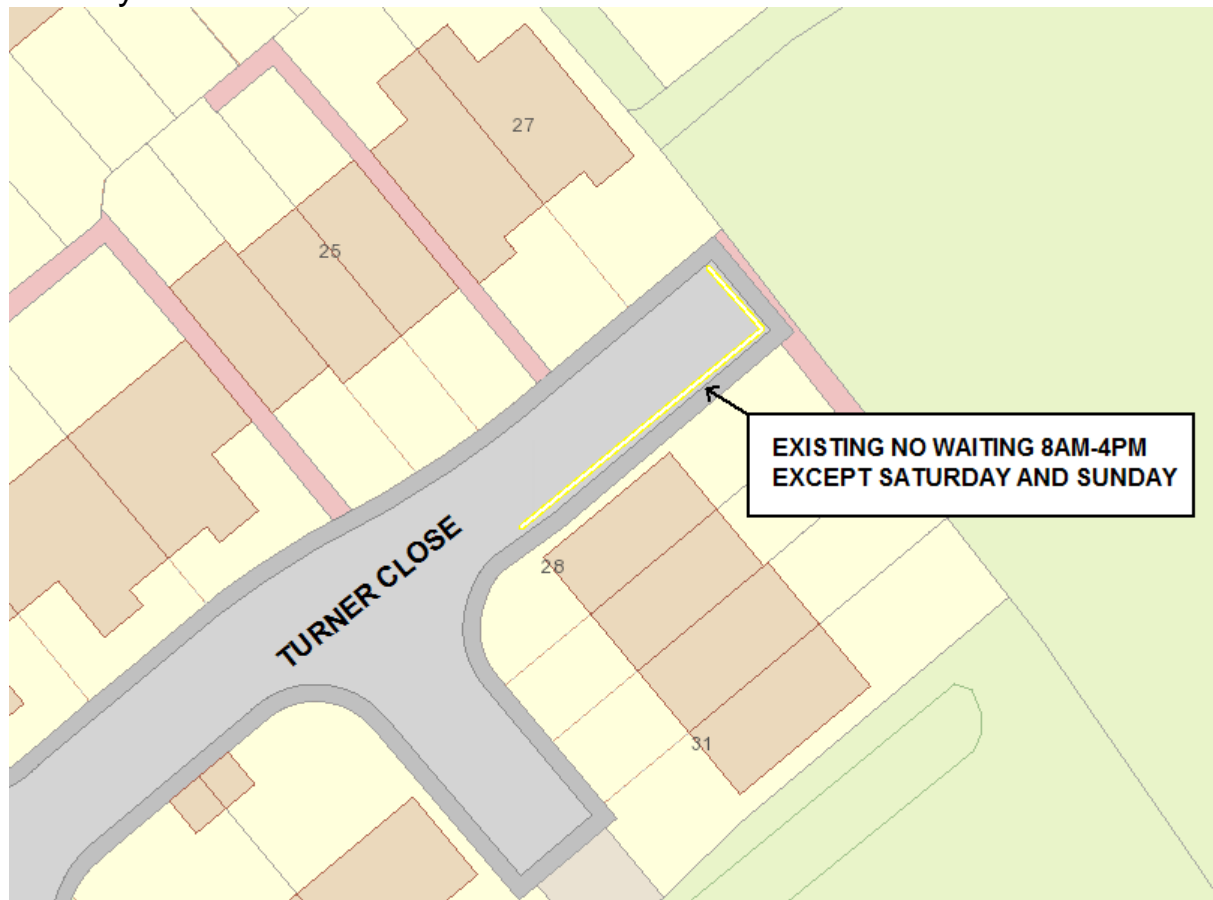 27
25
EXISTING NO WAITING 8AM-4PM
EXCEPT SATURDAY AND SUNDAY
TURNER CLOSE
28
31